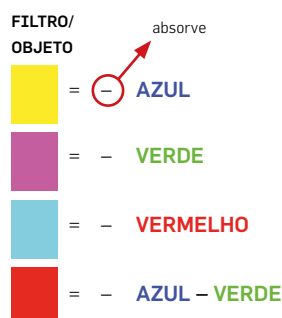 FILTRO/
OBJETO
absorve
= – AZUL
= – VERDE
= – VERMELHO
= – AZUL – VERDE